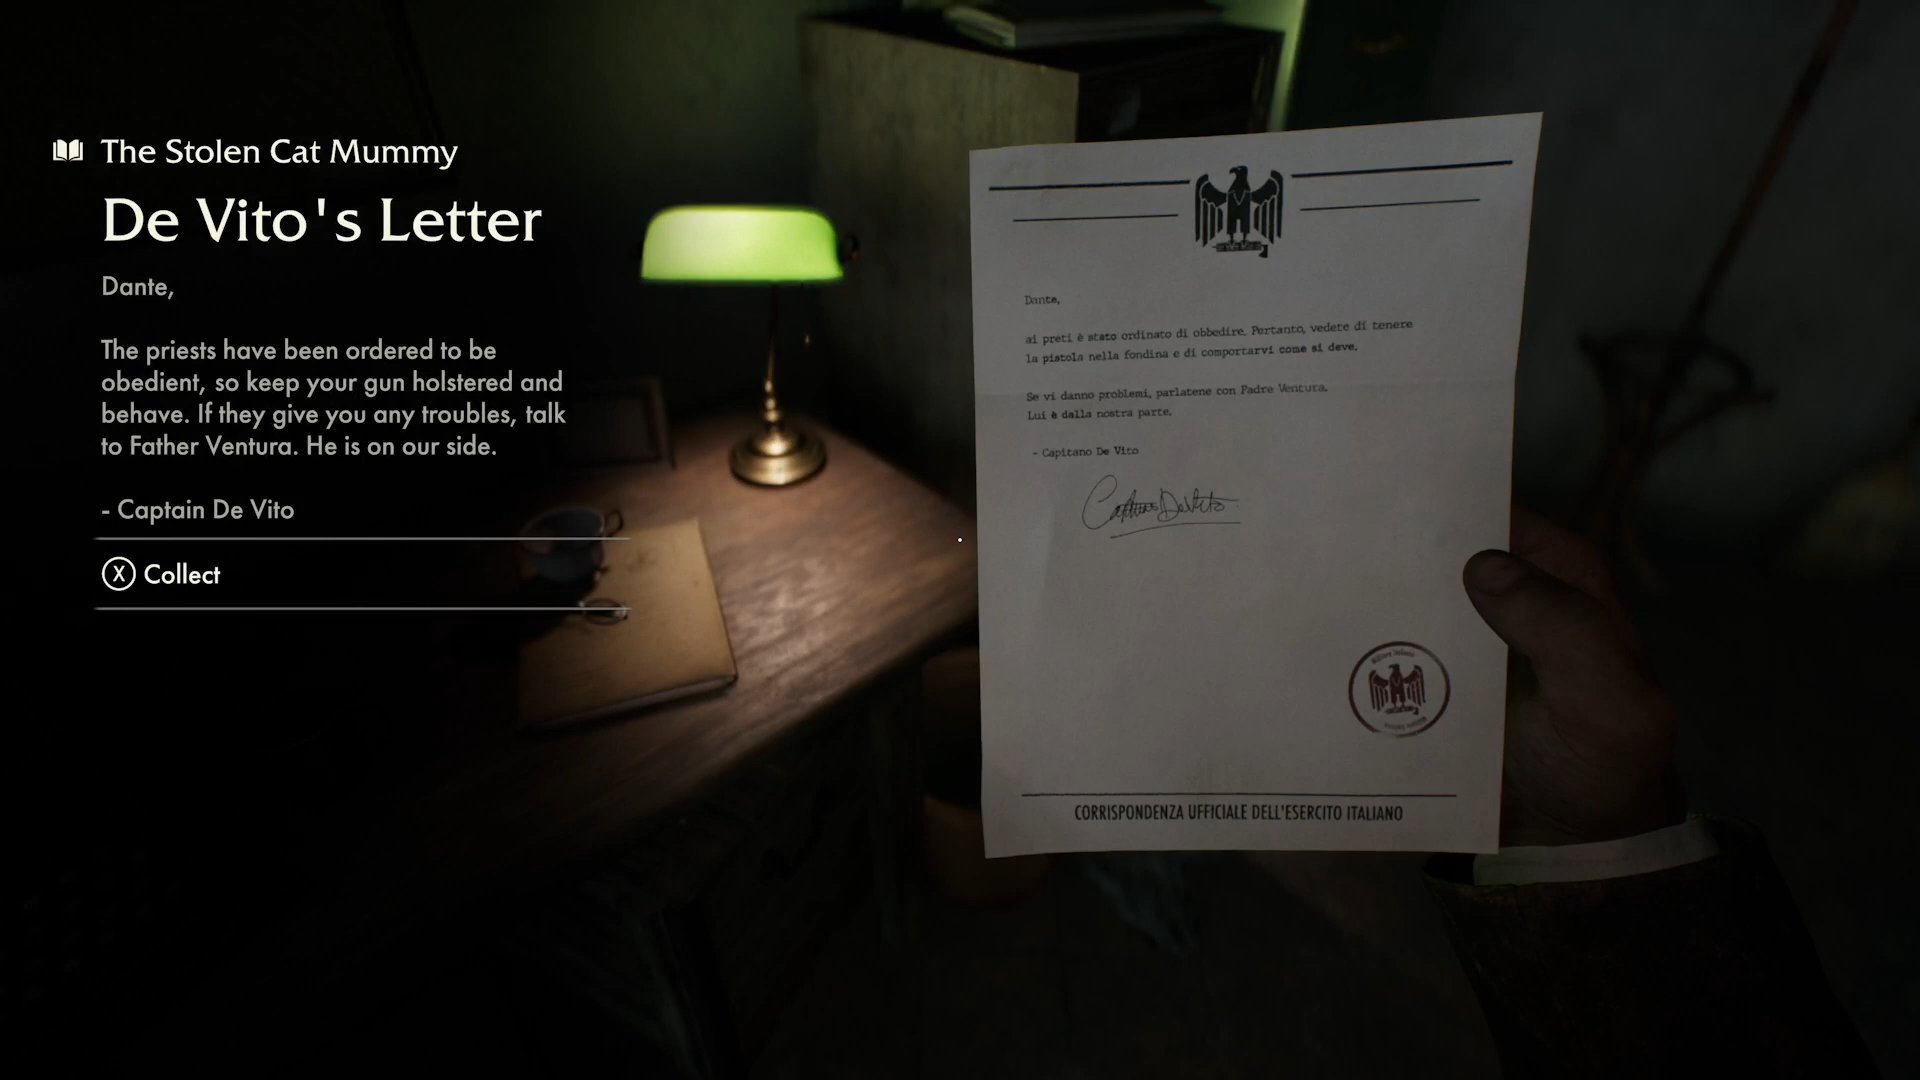 The Stolen Cat Mummy
De Vito's Letter
Dante,
The priests have been ordered to be
obedient, so keep your gun holstered and
behave. If they give you any troubles, talk
to Father Ventura. He is on our side.
- Captain De Vito
X Collect
Dante,
ai preti è stato ordinato di obbedire. Pertanto, vedete di tenere
la pistola nella fondina e di comportarvi come si deve.
Se vi danno problemi, parlatene con Padre Ventura.
Lui è dalla nostra parte.
- Capitano De Vito
CORRISPONDENZA UFFICIALE DELL'ESERCITO ITALIANO